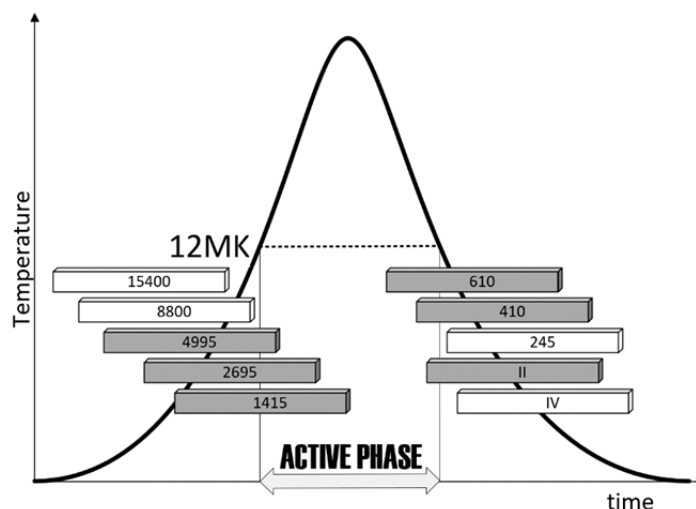 Temperature
12MK
15400
8800
4995
2695
1415
610
410
245
II
IV
ACTIVE PHASE
time